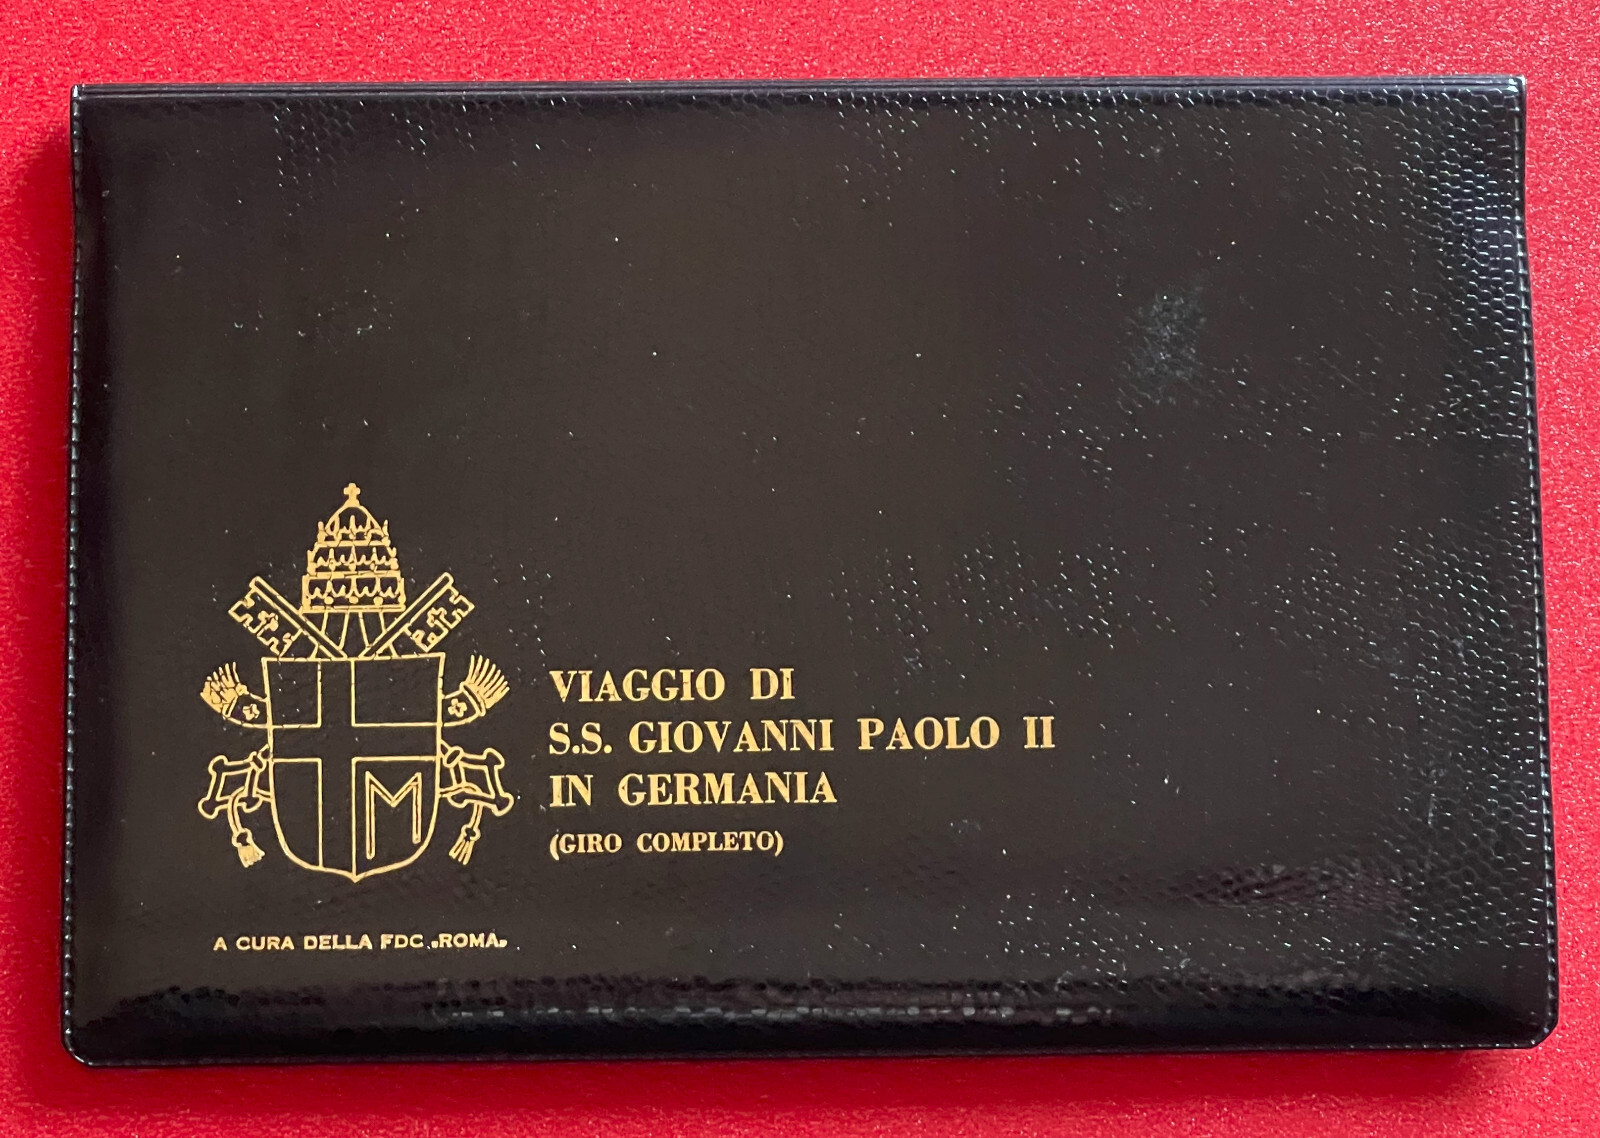 VIAGGIO DI
S.S. GIOVANNI PAOLO II
IN GERMANIA
(GIRO COMPLETO)
A CURA DELLA FDC „ROMA”
M